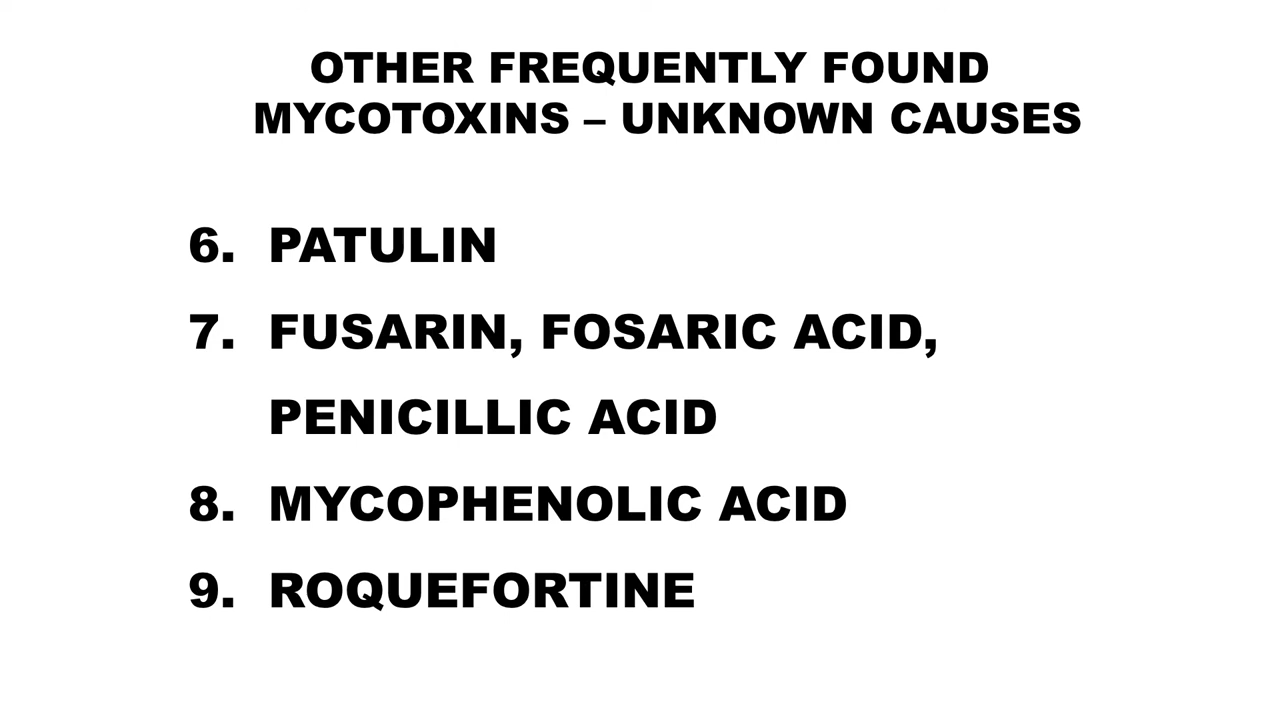 OTHER FREQUENTLY FOUND
MYCOTOXINS – UNKNOWN CAUSES
6. PATULIN
7. FUSARIN, FOSARIC ACID,
PENICILLIC ACID
8. MYCOPHENOLIC ACID
9. ROQUEFORTINE